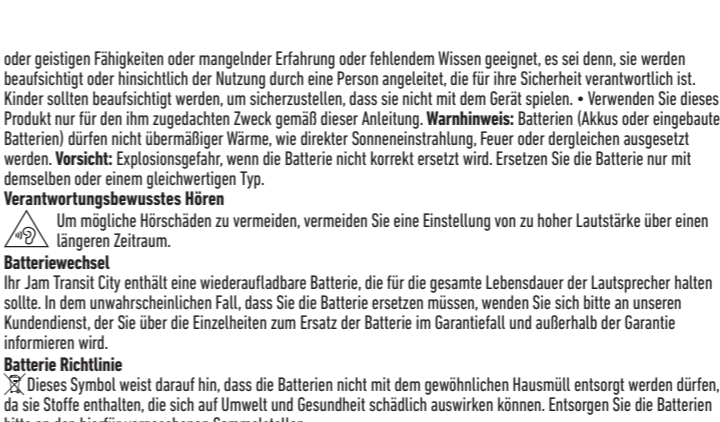 oder geistigen Fähigkeiten oder mangelnder Erfahrung oder fehlendem Wissen geeignet, es sei denn, sie werden
beaufsichtigt oder hinsichtlich der Nutzung durch eine Person angeleitet, die für ihre Sicherheit verantwortlich ist.
Kinder sollten beaufsichtigt werden, um sicherzustellen, dass sie nicht mit dem Gerät spielen. • Verwenden Sie dieses
Produkt nur für den ihm zugedachten Zweck gemäß dieser Anleitung. Warnhinweis: Batterien (Akkus oder eingebaute
Batterien) dürfen nicht übermäßiger Wärme, wie direkter Sonneneinstrahlung, Feuer oder dergleichen ausgesetzt
werden. Vorsicht: Explosionsgefahr, wenn die Batterie nicht korrekt ersetzt wird. Ersetzen Sie die Batterie nur mit
demselben oder einem gleichwertigen Typ.
Verantwortungsbewusstes Hören
Um mögliche Hörschäden zu vermeiden, vermeiden Sie eine Einstellung von zu hoher Lautstärke über einen
längeren Zeitraum.
Batteriewechsel
Ihr Jam Transit City enthält eine wiederaufladbare Batterie, die für die gesamte Lebensdauer der Lautsprecher halten
sollte. In dem unwahrscheinlichen Fall, dass Sie die Batterie ersetzen müssen, wenden Sie sich bitte an unseren
Kundendienst, der Sie über die Einzelheiten zum Ersatz der Batterie im Garantiefall und außerhalb der Garantie
informieren wird.
Batterie Richtlinie
Dieses Symbol weist darauf hin, dass die Batterien nicht mit dem gewöhnlichen Hausmüll entsorgt werden dürfen,
da sie Stoffe enthalten, die sich auf Umwelt und Gesundheit schädlich auswirken können. Entsorgen Sie die Batterien